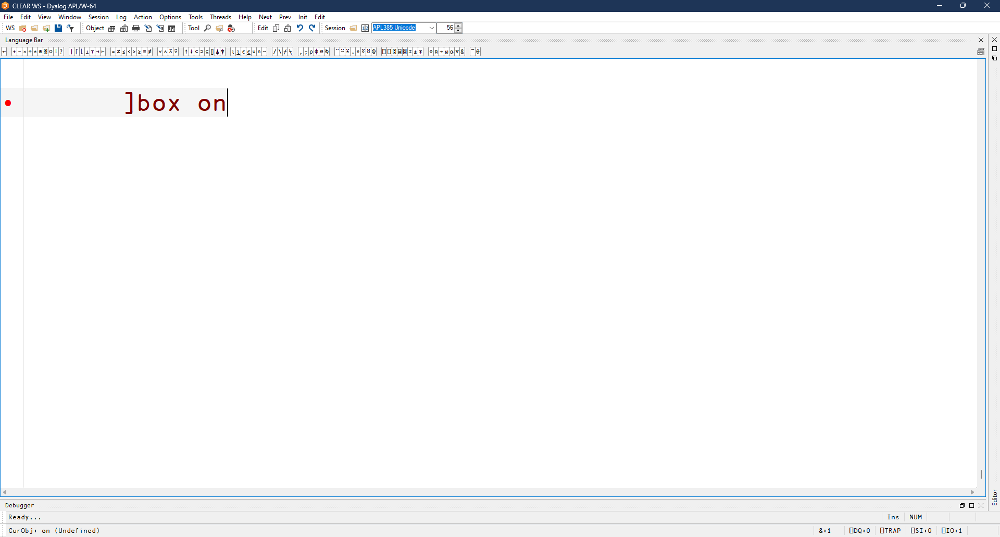 CLEAR WS - Dyalog APL/W-64
File Edit View Window Session Log Action Options Tools Threads Help Next Prev Init Edit
WS Object Tool Edit Session APL385 Unicode 56
Language Bar
← +-×÷*⍟⌹○!? |⌈⌊⊥⊤⊣⊢ =≠≤<>≥≡≢ ∨∧⍲⍱ ↑↓⊂⊃⊆⌷⍋⍒ ⍳⍸∊⍷∪∩~ /\⌿⍀ ,⍪⍴⌽⊖⍉ ¨⍨⍣.∘⍤⍥@ ⍞⎕⍠⌸⌺⌶⍎⍕ ⋄⍝→⍵⍺∇& ¯⍬
]box on
Editor
Debugger
Ready...
Ins NUM
CurObj: on (Undefined)
&:1 ⎕DQ:0 ⎕TRAP ⎕SI:0 ⎕IO:1